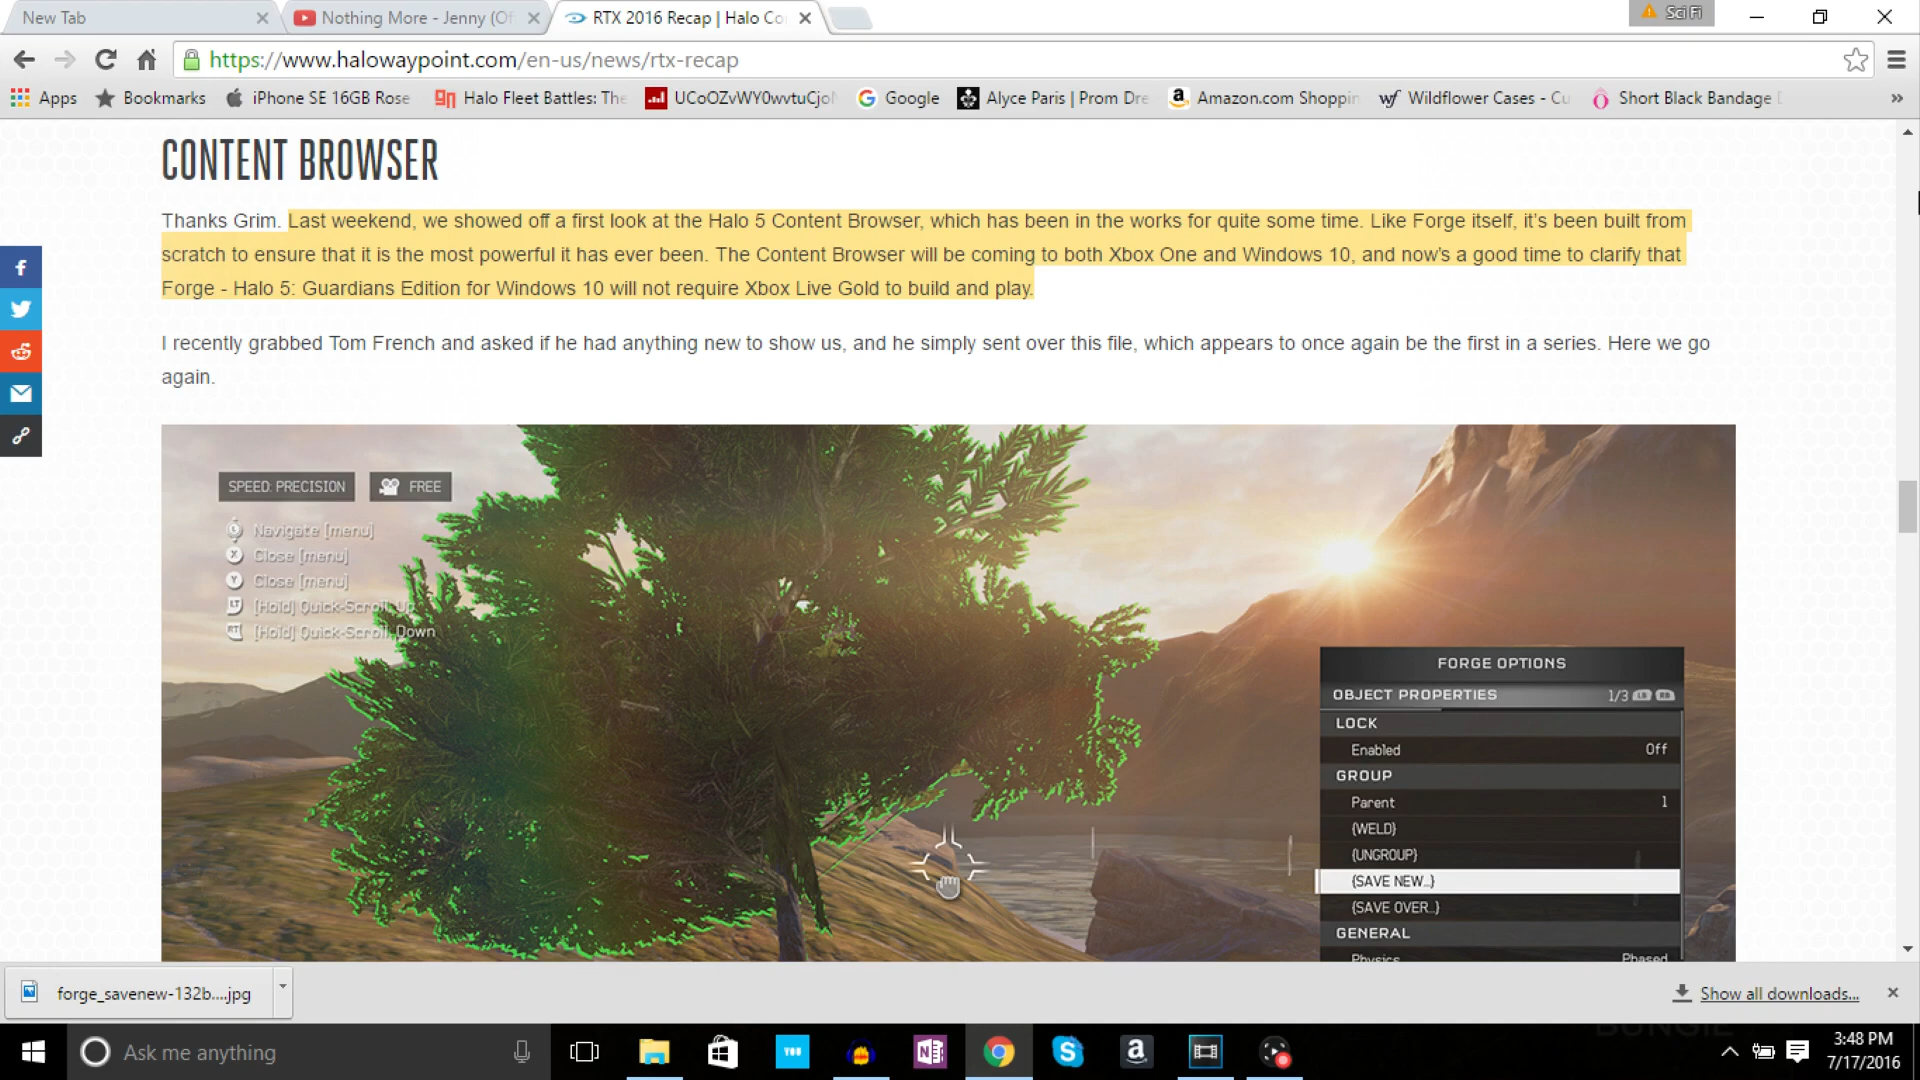 New Tab
Nothing More - Jenny (Of
RTX 2016 Recap | Halo Co
Sci Fi
https://www.halowaypoint.com/en-us/news/rtx-recap
Apps
Bookmarks
iPhone SE 16GB Rose
Halo Fleet Battles: The
UCoOZvWY0wvtuCjol
Google
Alyce Paris | Prom Dre
Amazon.com Shoppin
wf Wildflower Cases - Cu
Short Black Bandage D
CONTENT BROWSER
Thanks Grim. Last weekend, we showed off a first look at the Halo 5 Content Browser, which has been in the works for quite some time. Like Forge itself, it's been built from
scratch to ensure that it is the most powerful it has ever been. The Content Browser will be coming to both Xbox One and Windows 10, and now's a good time to clarify that
Forge - Halo 5: Guardians Edition for Windows 10 will not require Xbox Live Gold to build and play.
I recently grabbed Tom French and asked if he had anything new to show us, and he simply sent over this file, which appears to once again be the first in a series. Here we go
again.
SPEED: PRECISION
FREE
L Navigate [menu]
X Close [menu]
Y Close [menu]
LT [Hold] Quick-Scroll Up
RT [Hold] Quick-Scroll Down
FORGE OPTIONS
OBJECT PROPERTIES 1/3 LB RB
LOCK
Enabled Off
GROUP
Parent 1
{WELD}
{UNGROUP}
{SAVE NEW...}
{SAVE OVER...}
GENERAL
Physics Phased
forge_savenew-132b....jpg
Show all downloads...
BUNGIE
Ask me anything
3:48 PM
7/17/2016